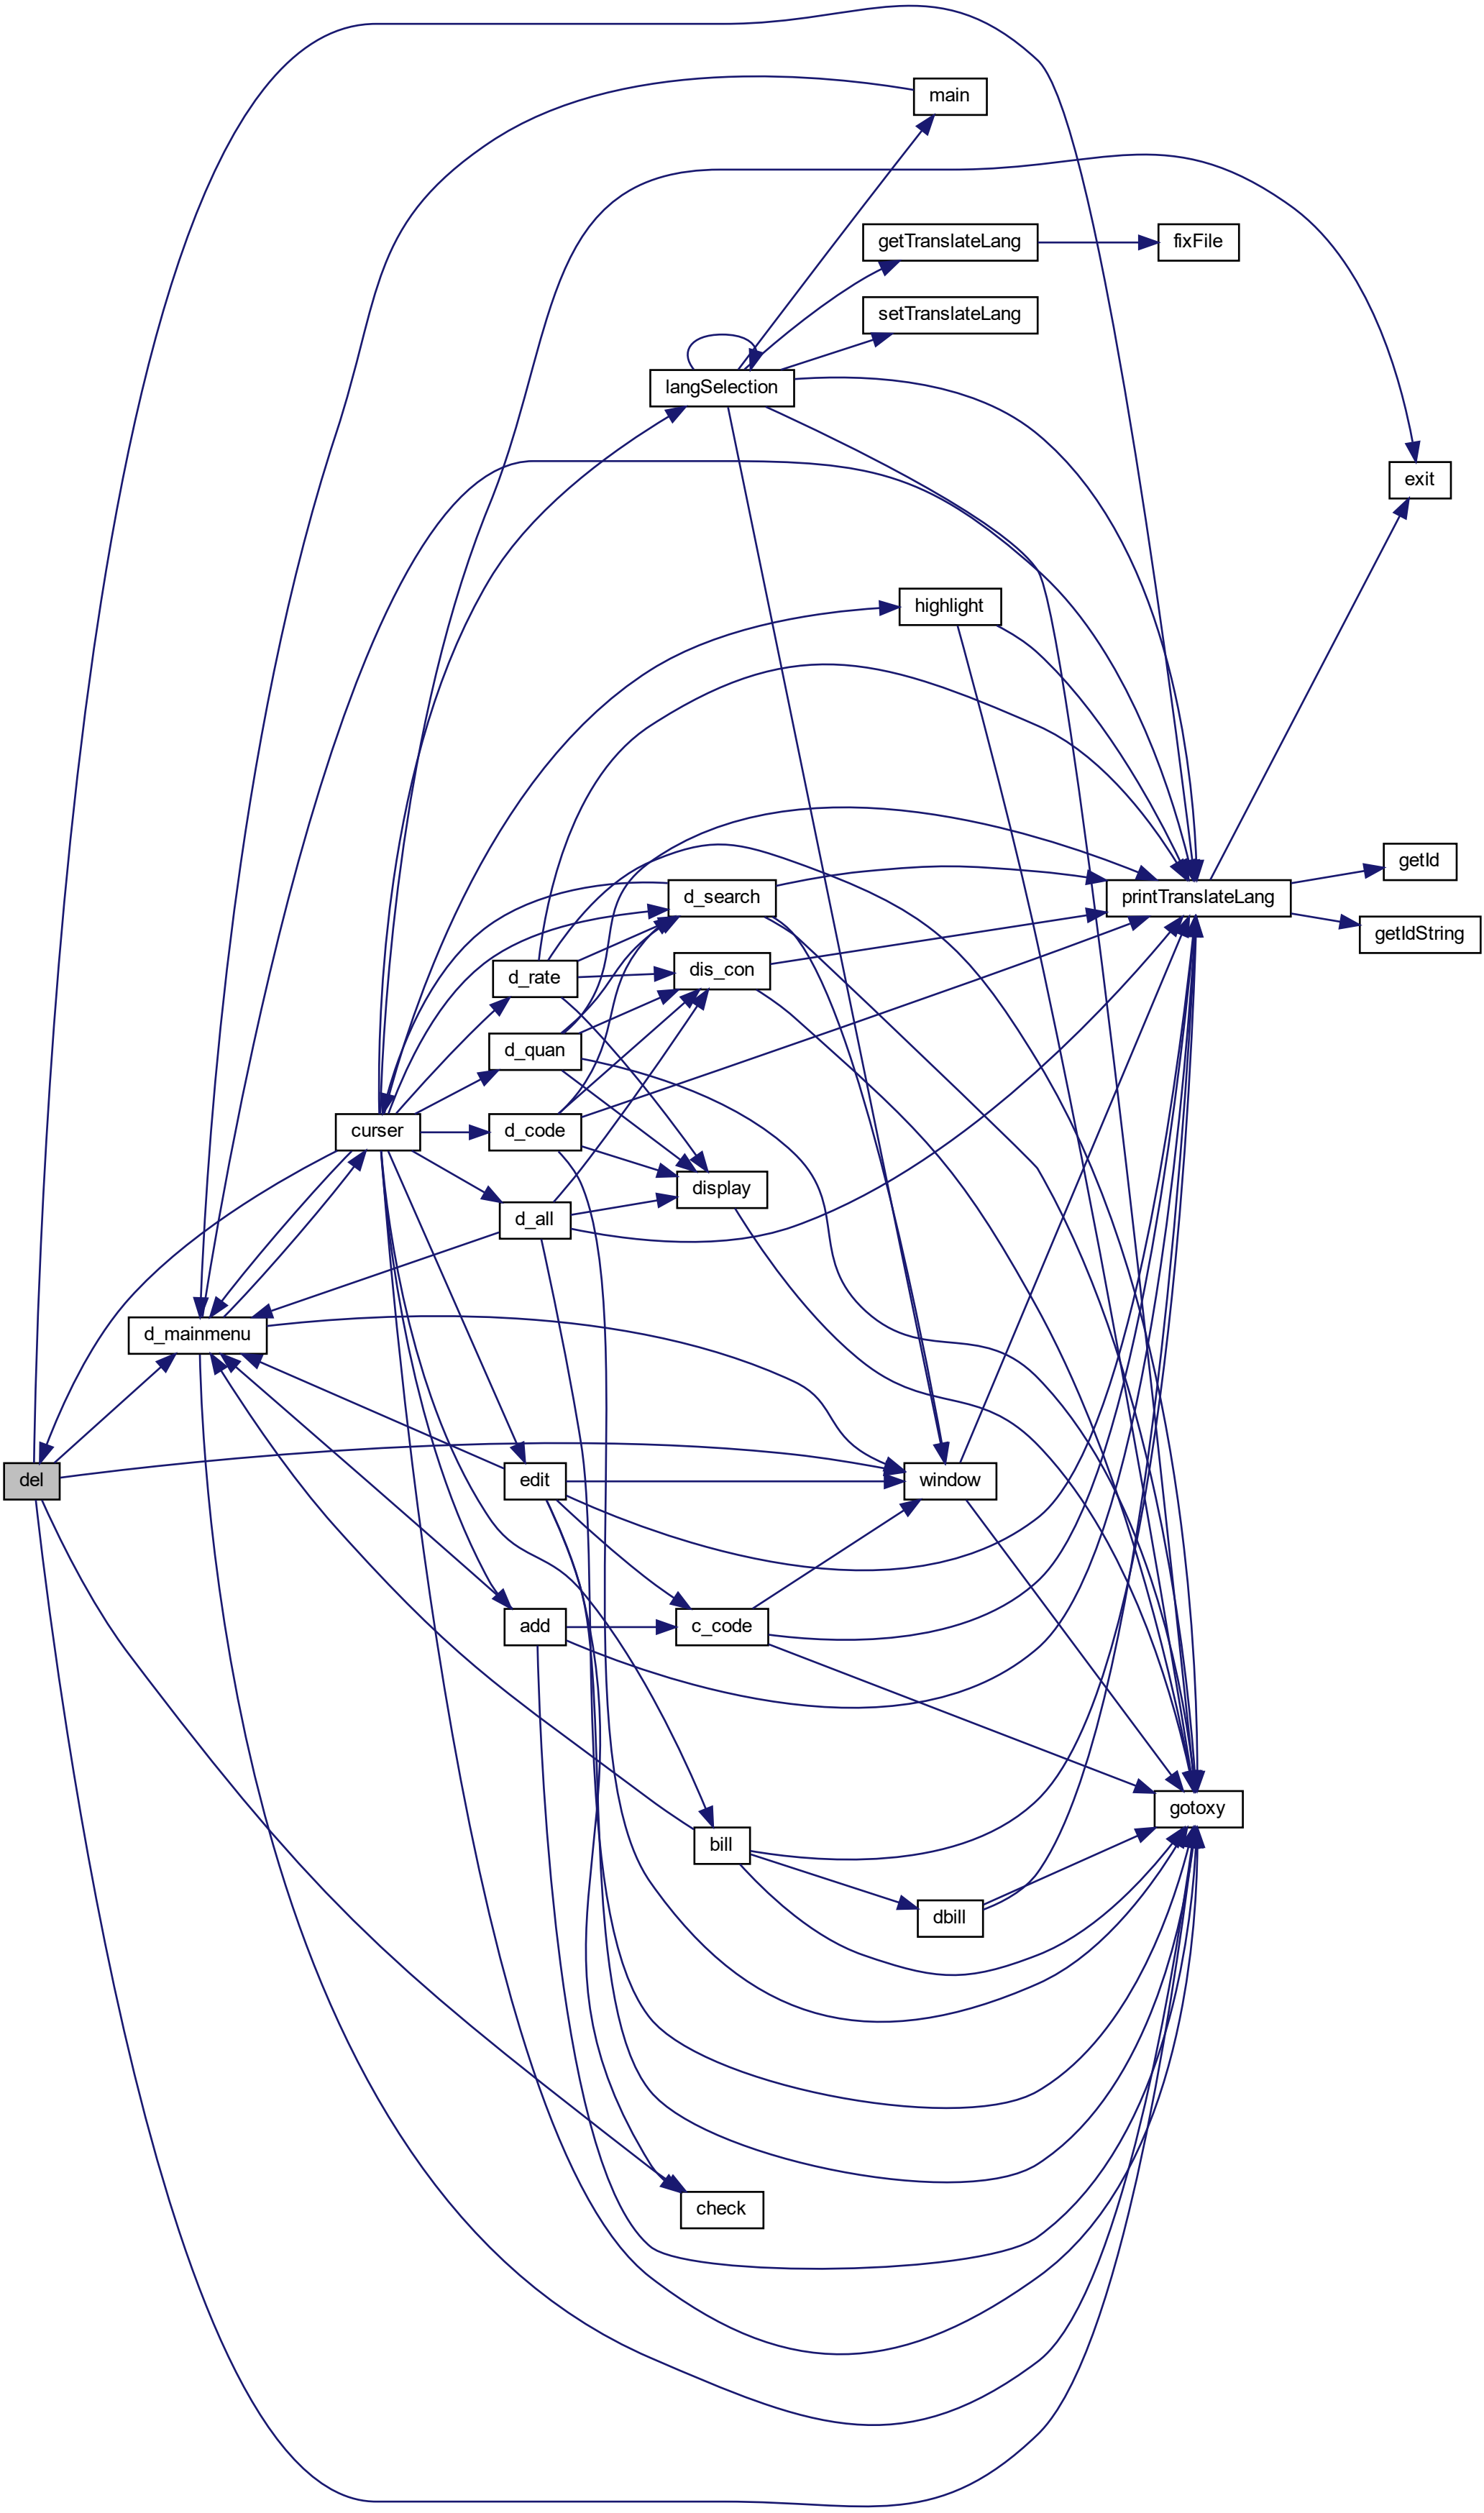 main
getTranslateLang
fixFile
setTranslateLang
langSelection
exit
highlight
getId
d_search
printTranslateLang
getIdString
dis_con
d_rate
d_quan
curser
d_code
display
d_all
d_mainmenu
del
edit
window
add
c_code
gotoxy
bill
dbill
check